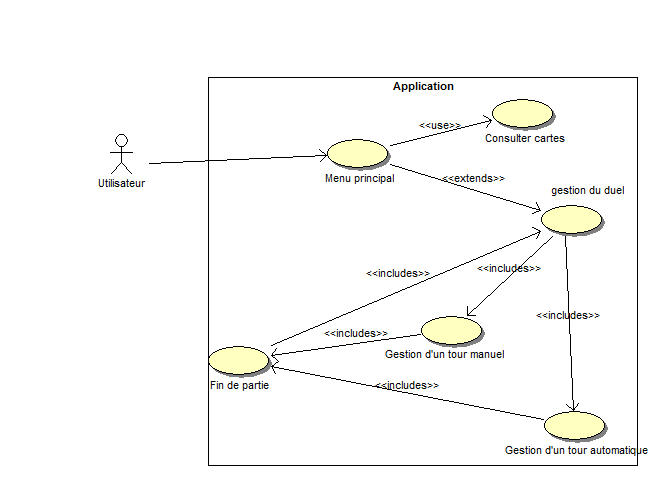 Application
<<use>>
Consulter cartes
Utilisateur
Menu principal
<<extends>>
gestion du duel
<<includes>>
<<includes>>
<<includes>>
<<includes>>
Gestion d'un tour manuel
Fin de partie
<<includes>>
Gestion d'un tour automatique